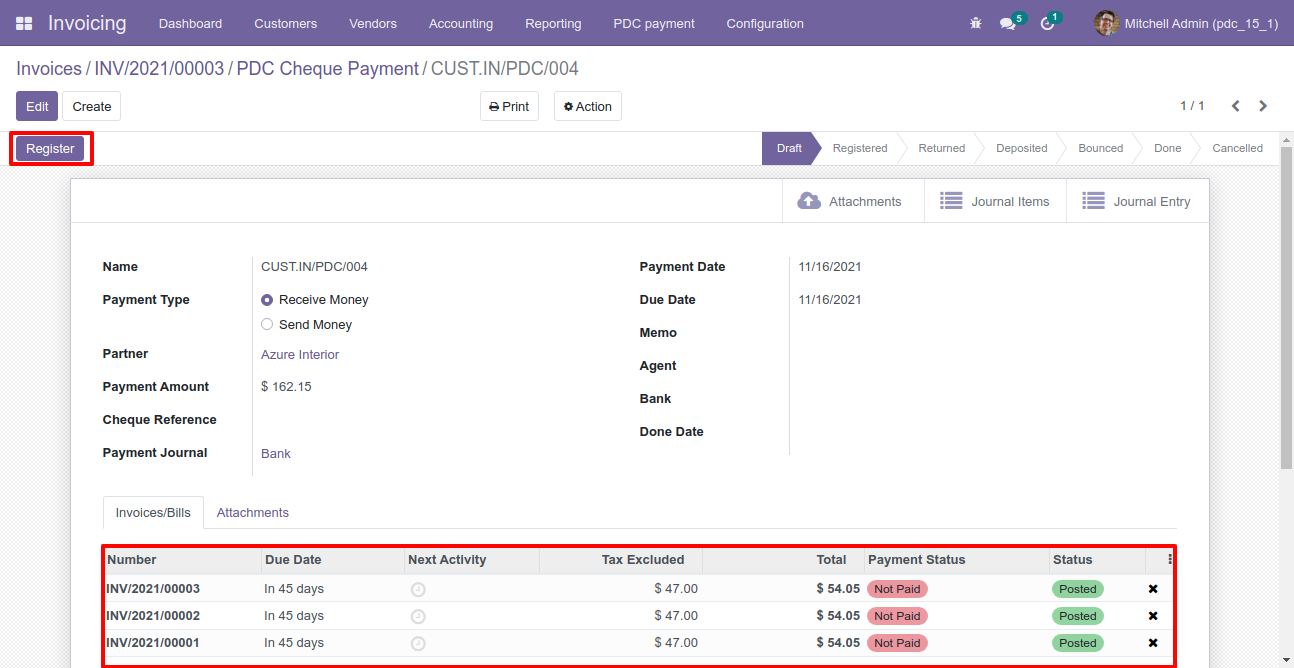 Invoicing Dashboard Customers Vendors Accounting Reporting PDC payment Configuration 5 1 Mitchell Admin (pdc_15_1)
Invoices / INV/2021/00003 / PDC Cheque Payment / CUST.IN/PDC/004
Edit Create Print Action 1 / 1
Register Draft Registered Returned Deposited Bounced Done Cancelled
Attachments Journal Items Journal Entry
Name CUST.IN/PDC/004 Payment Date 11/16/2021
Payment Type Receive Money Due Date 11/16/2021
Send Money Memo
Partner Azure Interior Agent
Payment Amount $ 162.15 Bank
Cheque Reference Done Date
Payment Journal Bank
Invoices/Bills Attachments
Number Due Date Next Activity Tax Excluded Total Payment Status Status
INV/2021/00003 In 45 days $ 47.00 $ 54.05 Not Paid Posted
INV/2021/00002 In 45 days $ 47.00 $ 54.05 Not Paid Posted
INV/2021/00001 In 45 days $ 47.00 $ 54.05 Not Paid Posted